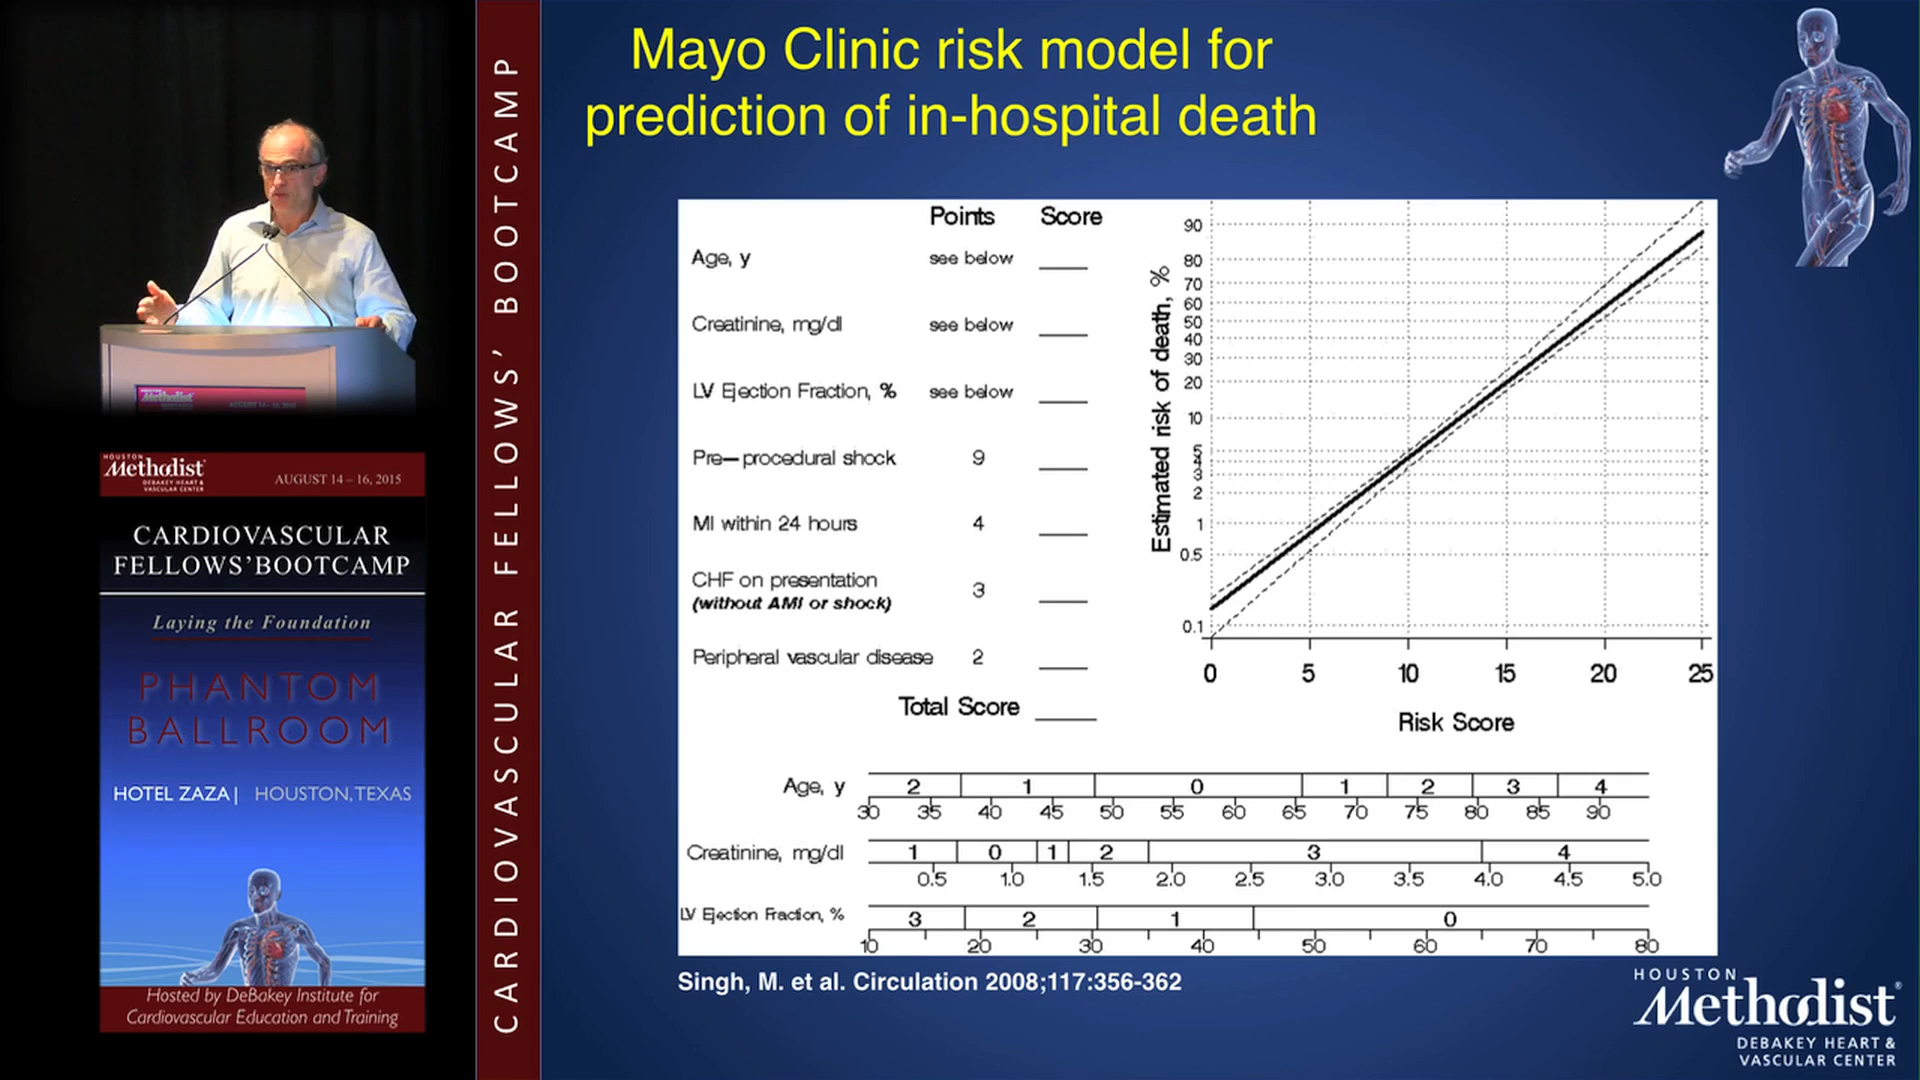 Mayo Clinic risk model for
prediction of in-hospital death
Points Score
Age, y see below
Creatinine, mg/dl see below
LV Ejection Fraction, % see below
Pre-procedural shock 9
MI within 24 hours 4
CHF on presentation 3
(without AMI or shock)
Peripheral vascular disease 2
Total Score
Estimated risk of death, %
90
80
70
60
50
40
30
20
10
5
4
3
2
1
0.5
0.1
0 5 10 15 20 25
Risk Score
Age, y 2 1 0 1 2 3 4
30 35 40 45 50 55 60 65 70 75 80 85 90
Creatinine, mg/dl 1 0 1 2 3 4
0.5 1.0 1.5 2.0 2.5 3.0 3.5 4.0 4.5 5.0
LV Ejection Fraction, % 3 2 1 0
10 20 30 40 50 60 70 80
Singh, M. et al. Circulation 2008;117:356-362
HOUSTON
Methodist
DEBAKEY HEART &
VASCULAR CENTER
CARDIOVASCULAR FELLOWS' BOOTCAMP
Methodist
HOUSTON
Methodist
DEBAKEY HEART &
VASCULAR CENTER
AUGUST 14 – 16, 2015
CARDIOVASCULAR
FELLOWS'BOOTCAMP
Laying the Foundation
PHANTOM
BALLROOM
HOTEL ZAZA | HOUSTON, TEXAS
Hosted by DeBakey Institute for
Cardiovascular Education and Training